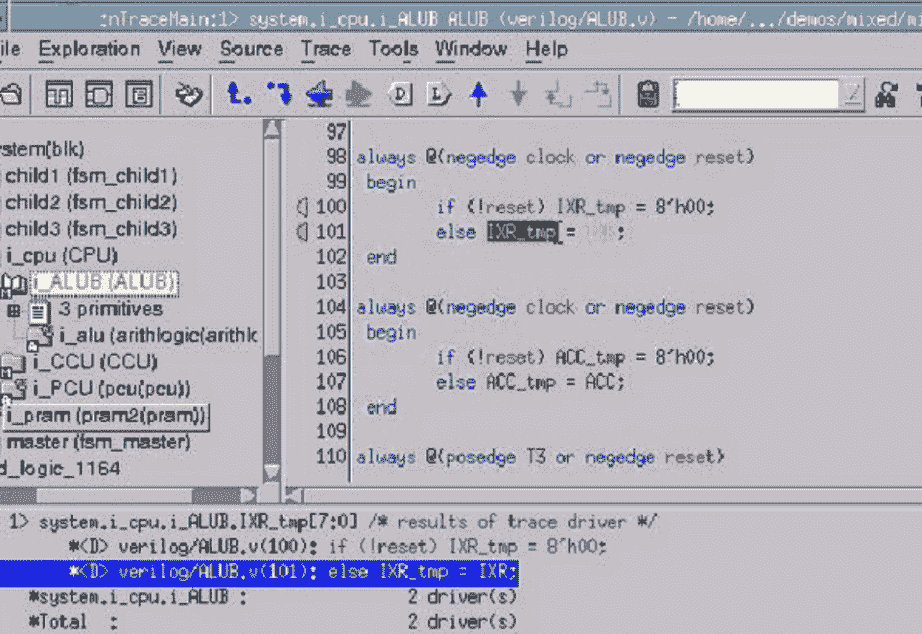 :nTraceMain:1> system.i_cpu.i_ALUB ALUB (verilog/ALUB.v) - /home/.../demos/mixed/mi
ile Exploration View Source Trace Tools Window Help
D L
stem(blk)
child1 (fsm_child1)
child2 (fsm_child2)
child3 (fsm_child3)
i_cpu (CPU)
i_ALUB (ALUB)
3 primitives
i_alu (arithlogic(arithlc
i_CCU (CCU)
i_PCU (pcu(pcu))
i_pram (pram2(pram))
master (fsm_master)
d_logic_1164
97
98 always @(negedge clock or negedge reset)
99 begin
100 if (!reset) IXR_tmp = 8'h00;
101 else IXR_tmp = ;
102 end
103
104 always @(negedge clock or negedge reset)
105 begin
106 if (!reset) ACC_tmp = 8'h00;
107 else ACC_tmp = ACC;
108 end
109
110 always @(posedge T3 or negedge reset)
1> system.i_cpu.i_ALUB.IXR_tmp[7:0] /* results of trace driver */
*<D> verilog/ALUB.v(100): if (!reset) IXR_tmp = 8'h00;
*<D> verilog/ALUB.v(101): else IXR_tmp = IXR;
*system.i_cpu.i_ALUB : 2 driver(s)
*Total : 2 driver(s)